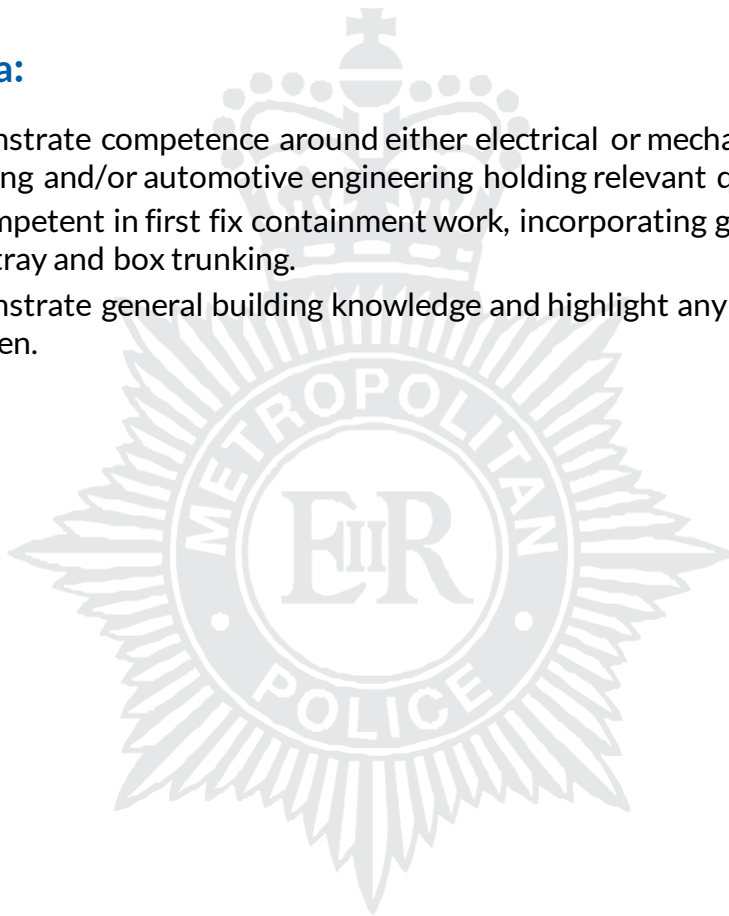 a:
nstrate competence around either electrical or mecha
ing and/or automotive engineering holding relevant
mpetent in first fix containment work, incorporating g
tray and box trunking.
nstrate general building knowledge and highlight any
en.
METROPOLITAN
EIIR
POLICE